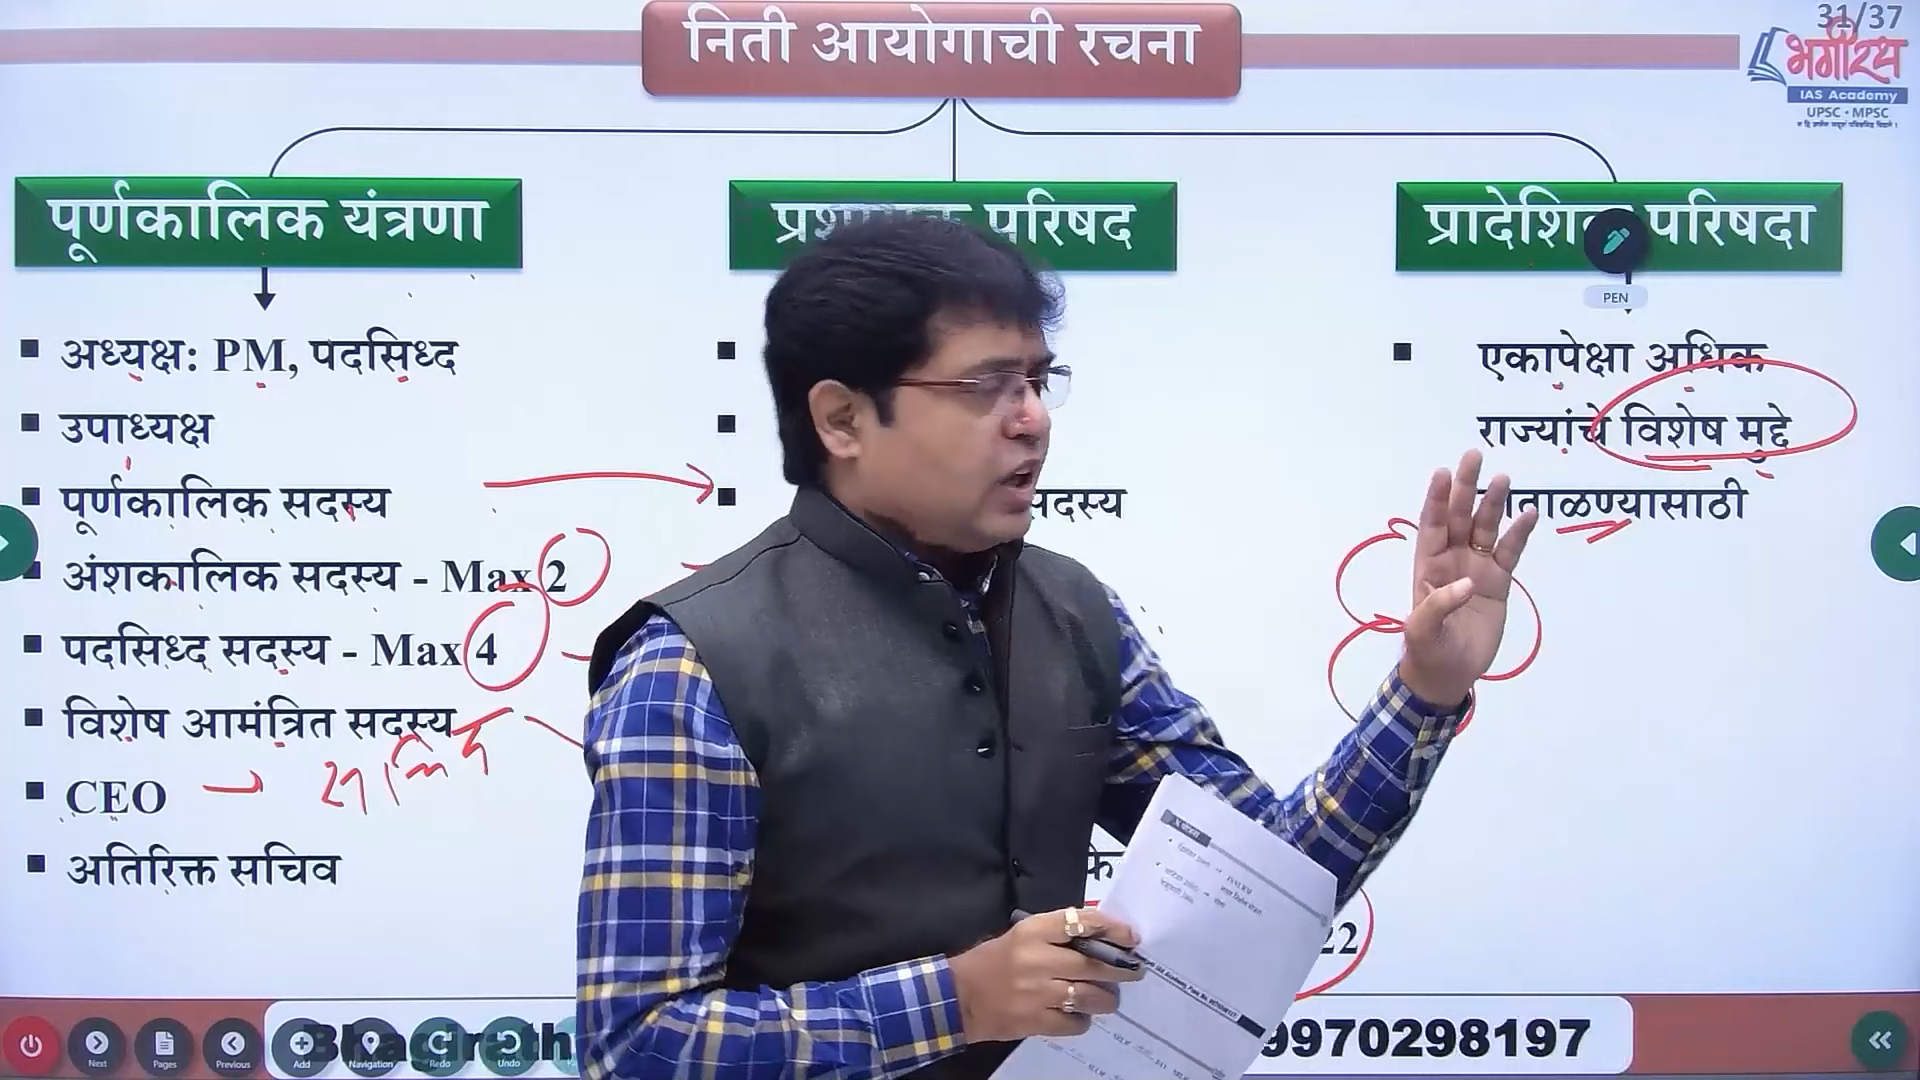 निती आयोगाची रचना
31/37
भगीरथ
IAS Academy
UPSC • MPSC
पूर्णकालिक यंत्रणा
परिषद
परिषदा
PEN
▪ अध्यक्ष: PM, पदसिध्द
▪ उपाध्यक्ष
▪ पूर्णकालिक सदस्य
▪ अंशकालिक सदस्य - Max 2
▪ पदसिध्द सदस्य - Max 4
▪ विशेष आमंत्रित सदस्य
▪ CEO
▪ अतिरिक्त सचिव
सदस्य
▪ एकापेक्षा अधिक
राज्यांचे विशेष मुद्दे
22
Bhagirath
9970298197
Next
Pages
Previous
Add
Navigation
Redo
Undo